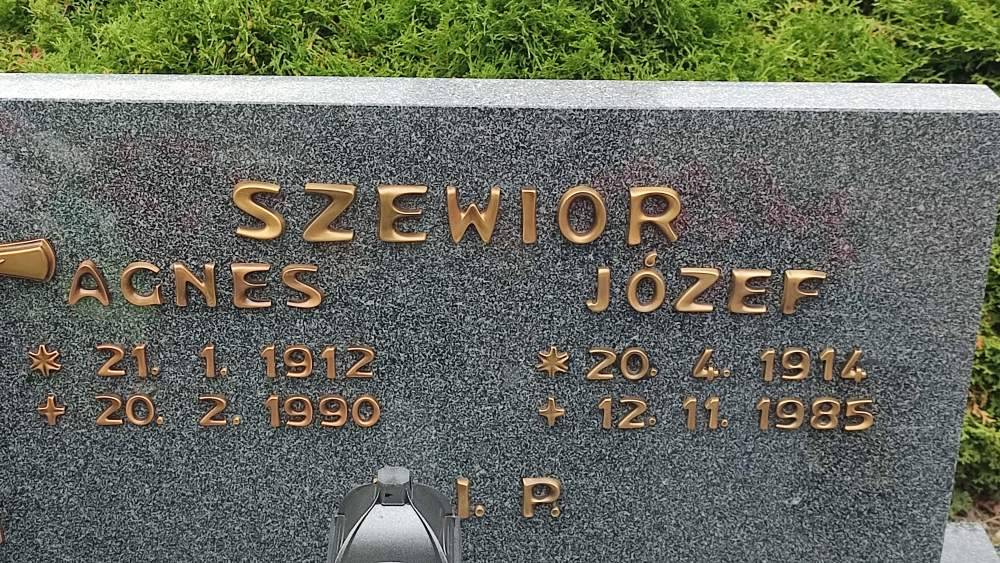 SZEWIOR
AGNES JÓZEF
* 21. 1. 1912 * 20. 4. 1914
+ 20. 2. 1990 + 12. 11. 1985
I. P.